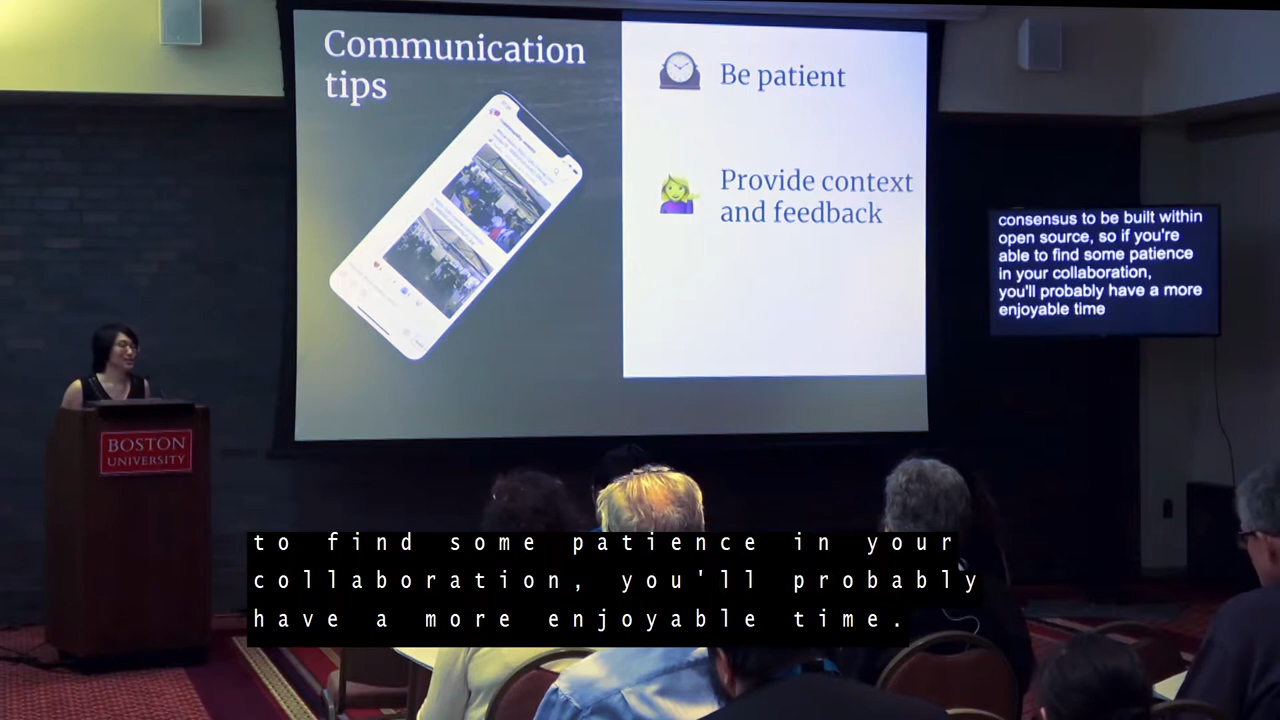 Communication
tips
Be patient
Provide context
and feedback
consensus to be built within
open source, so if you're
able to find some patience
in your collaboration,
you'll probably have a more
enjoyable time
BOSTON
UNIVERSITY
to find some patience in your
collaboration, you'll probably
have a more enjoyable time.